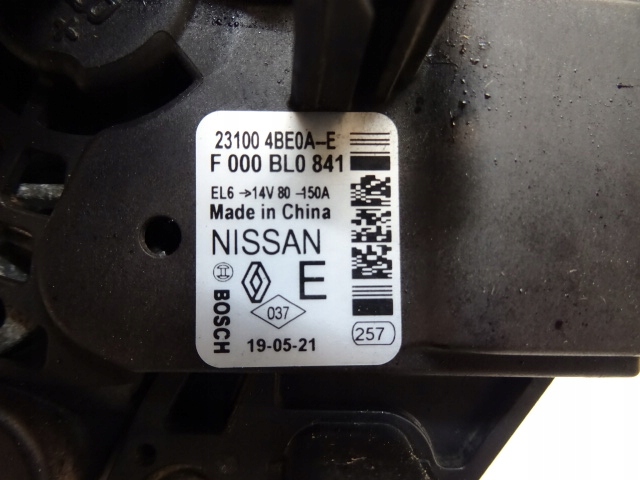 23100 4BE0A-E
F 000 BL0 841
EL6 →14V 80 -150A
Made in China
NISSAN
E
BOSCH
037
19-05-21
257